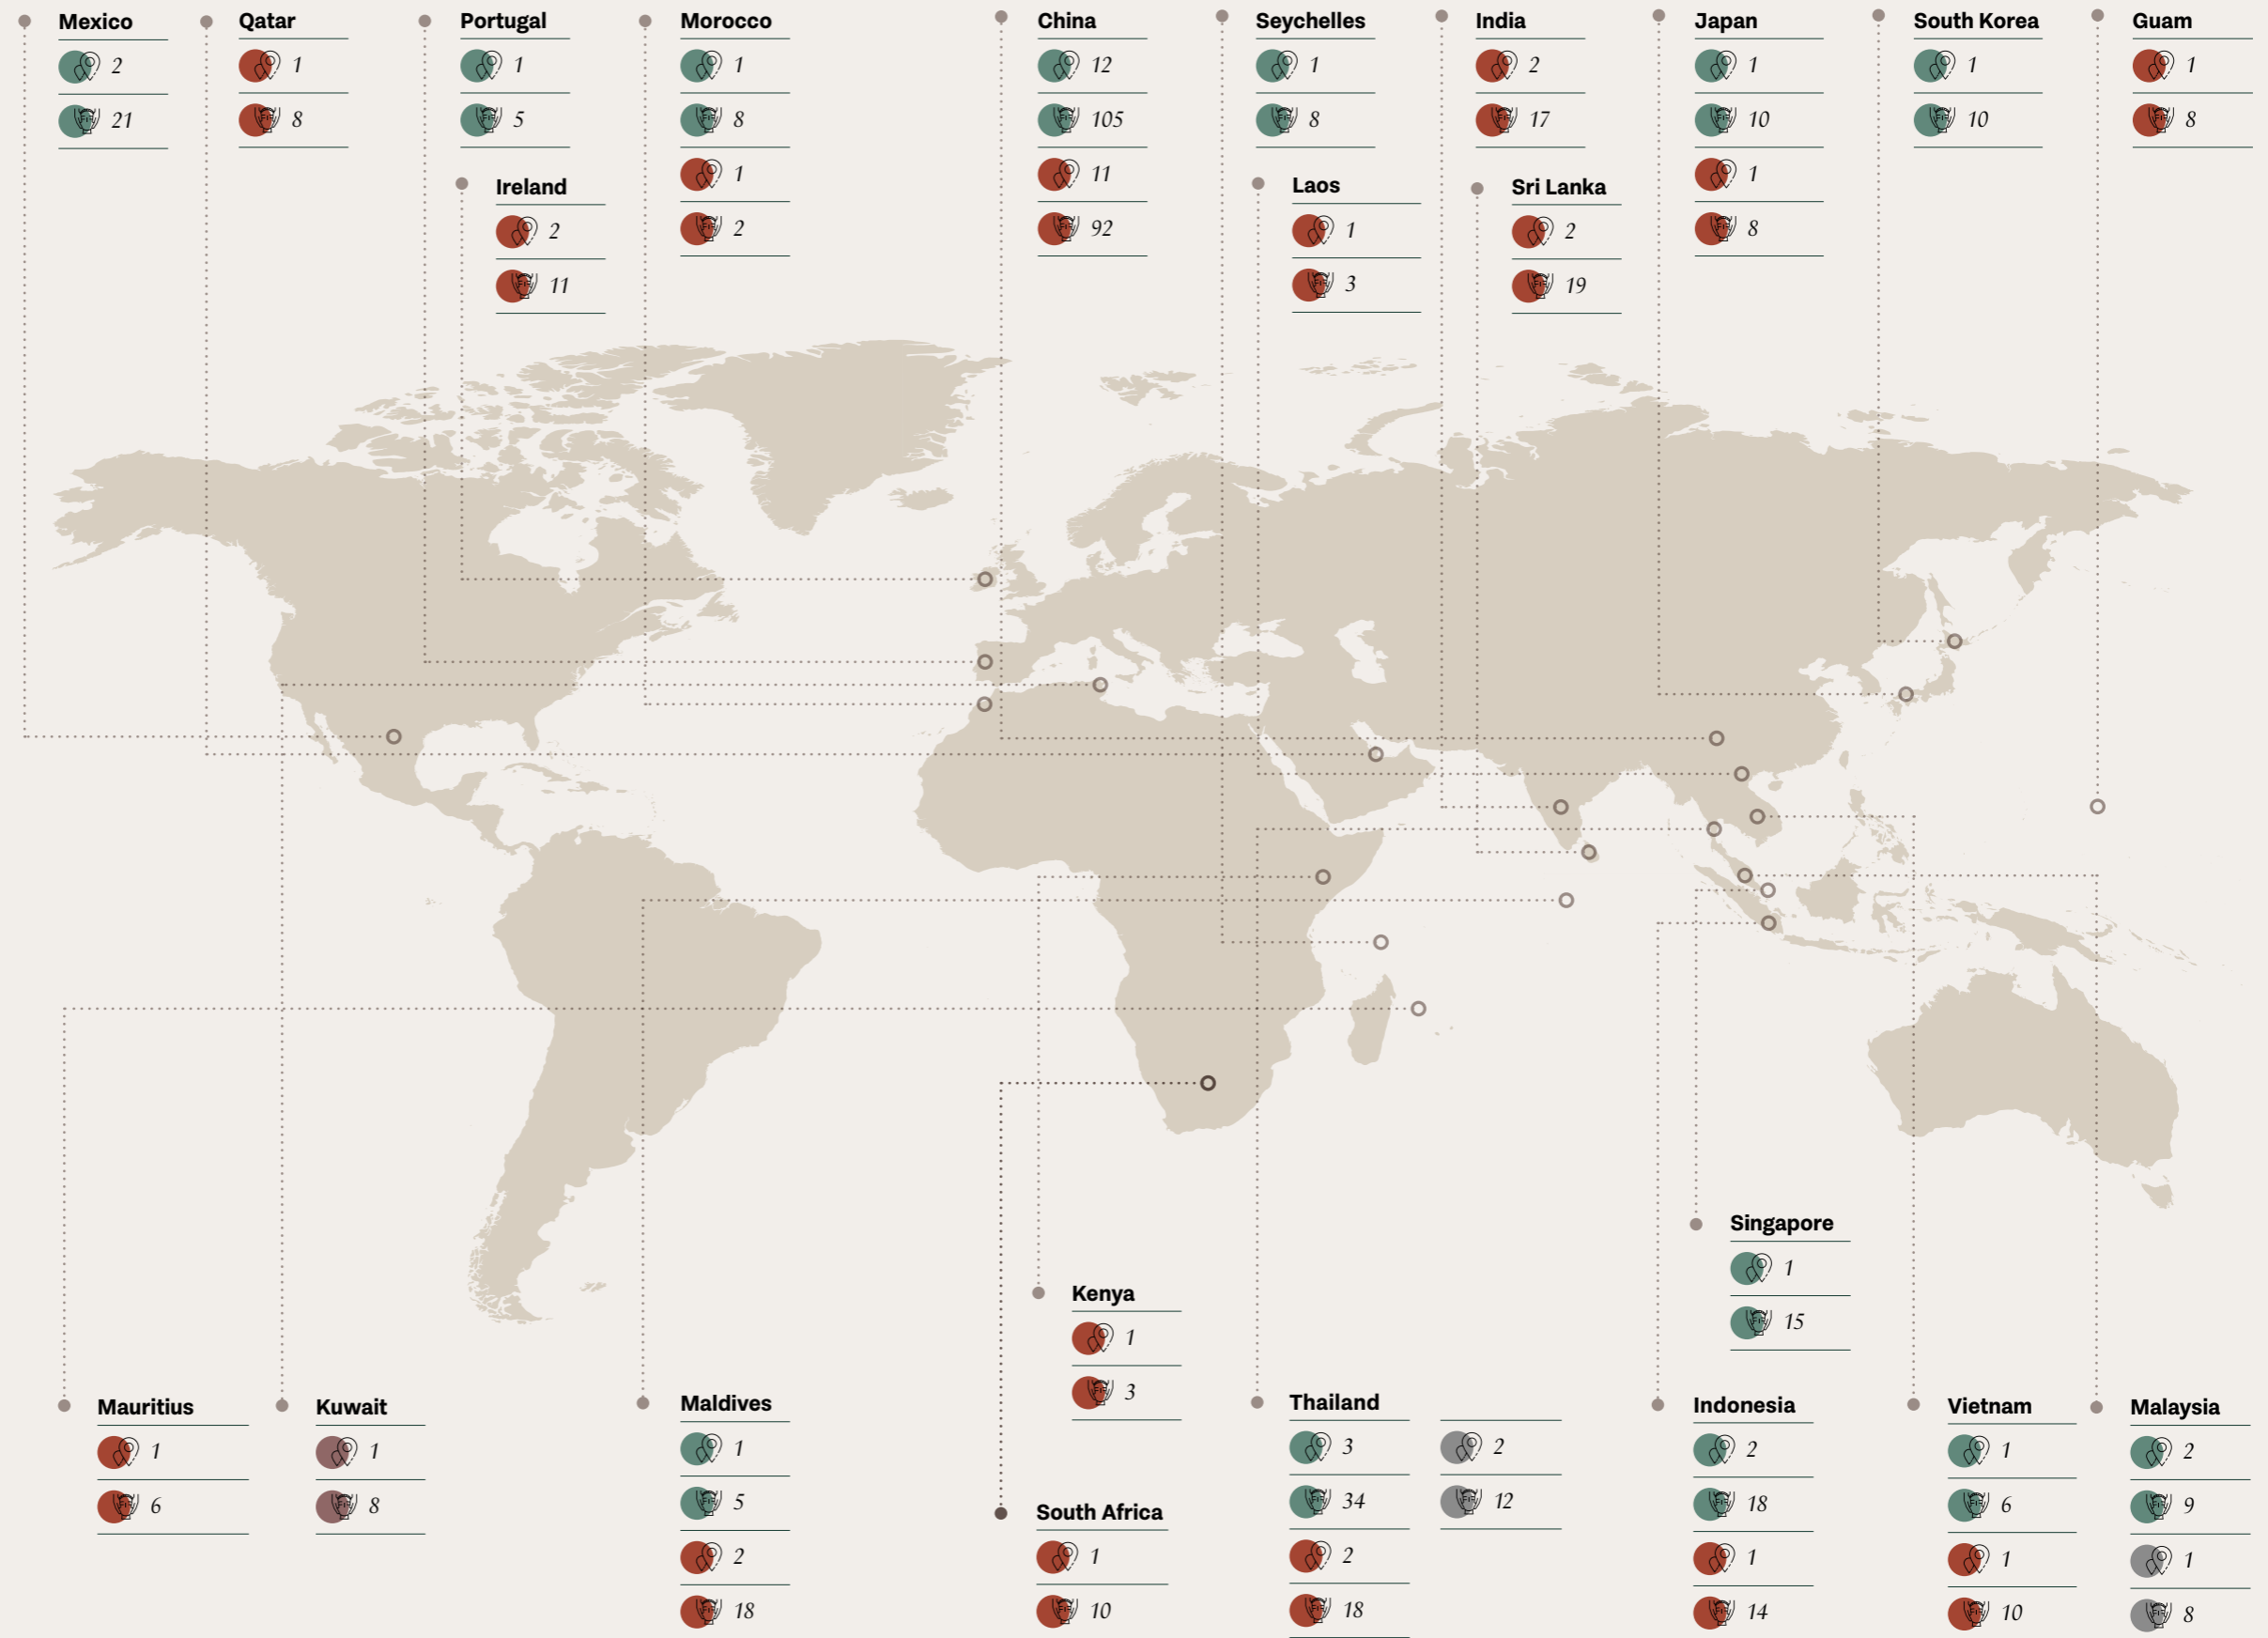 Mexico
2
21
Qatar
1
8
Portugal
1
5
Ireland
2
11
Morocco
1
8
1
2
China
12
105
11
92
Seychelles
1
8
Laos
1
3
India
2
17
Sri Lanka
2
19
Japan
1
10
1
8
South Korea
1
10
Guam
1
8
Mauritius
1
6
Kuwait
1
8
Maldives
1
5
2
18
Kenya
1
3
South Africa
1
10
Thailand
3
34
2
18
2
12
Singapore
1
15
Indonesia
2
18
1
14
Vietnam
1
6
1
10
Malaysia
2
9
1
8